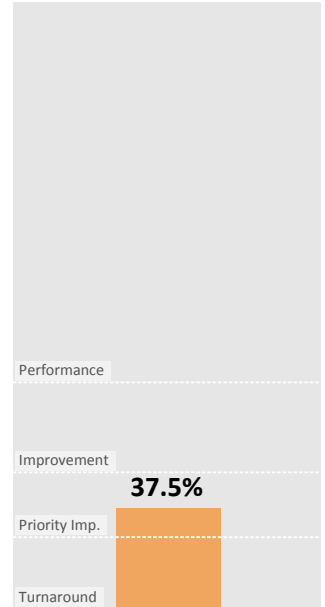 Performance
Improvement
37.5%
Priority Imp.
Turnaround